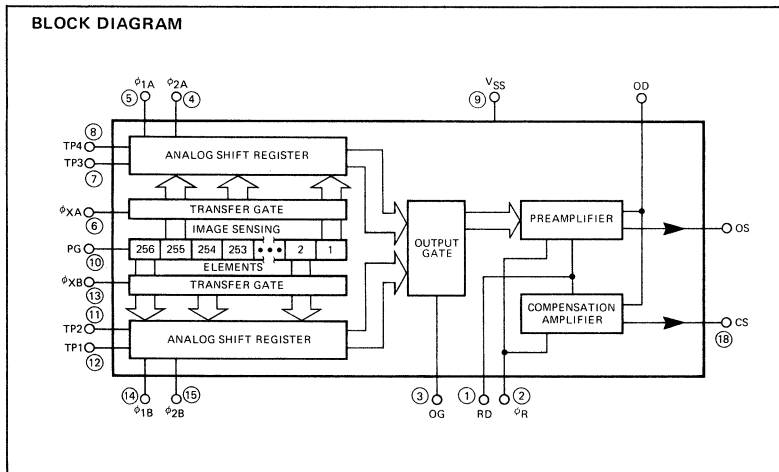 BLOCK DIAGRAM
ϕ1A ϕ2A VSS OD
5 4 9
8
TP4
TP3
7
ANALOG SHIFT REGISTER
ϕXA
6
TRANSFER GATE
IMAGE SENSING
PG
10
256 255 254 253 ••• 2 1
ELEMENTS
ϕXB
13
TRANSFER GATE
11
TP2
TP1
12
ANALOG SHIFT REGISTER
OUTPUT
GATE
PREAMPLIFIER
OS
COMPENSATION
AMPLIFIER
CS
18
14 15 3 1 2
ϕ1B ϕ2B OG RD ϕR